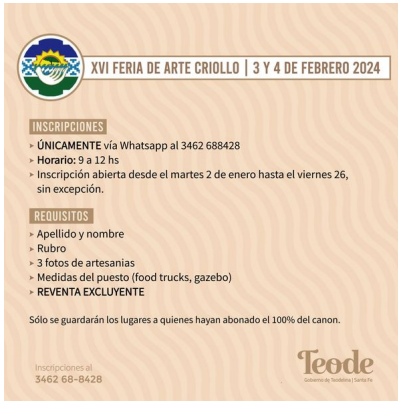 XVI FERIA DE ARTE CRIOLLO | 3 Y 4 DE FEBRERO 2024
INSCRIPCIONES
▸ ÚNICAMENTE vía Whatsapp al 3462 688428
▸ Horario: 9 a 12 hs
▸ Inscripción abierta desde el martes 2 de enero hasta el viernes 26,
sin excepción.
REQUISITOS
▸ Apellido y nombre
▸ Rubro
▸ 3 fotos de artesanias
▸ Medidas del puesto (food trucks, gazebo)
▸ REVENTA EXCLUYENTE
Sólo se guardarán los lugares a quienes hayan abonado el 100% del canon.
Inscripciones al
3462 68-8428
Teode
Gobierno de Teodelina | Santa Fe